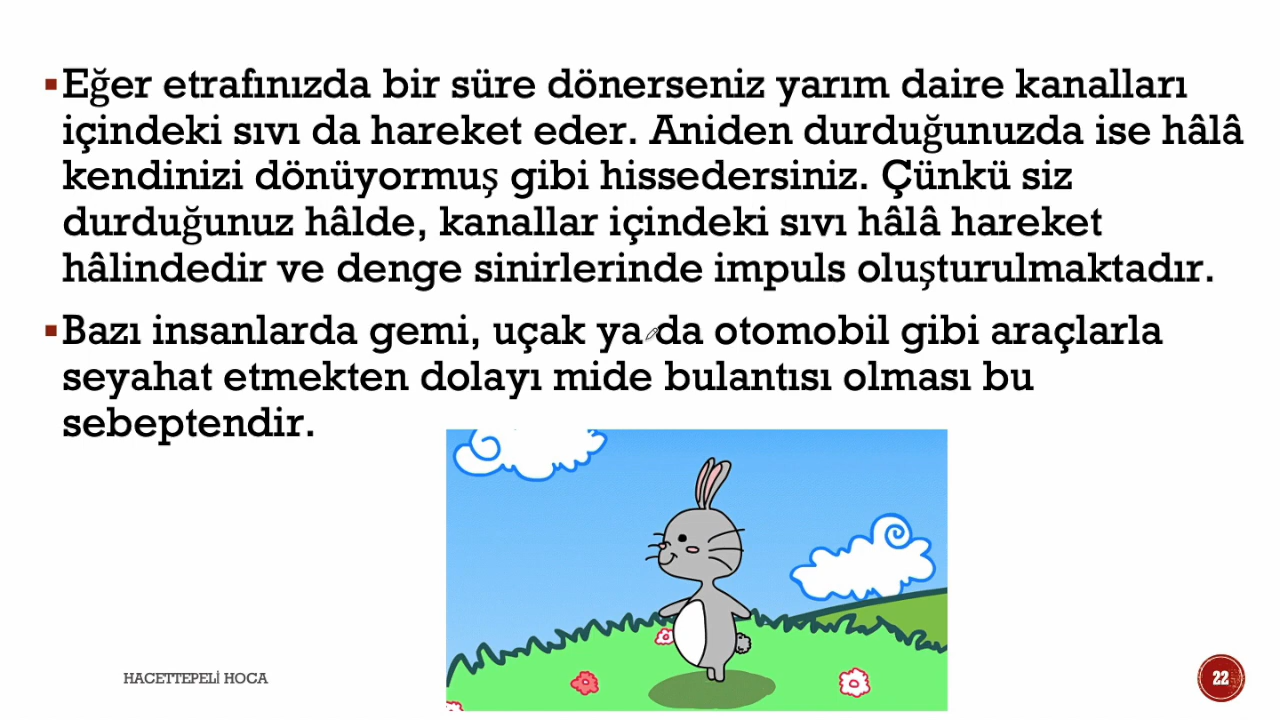 ▪Eğer etrafınızda bir süre dönerseniz yarım daire kanalları
içindeki sıvı da hareket eder. Aniden durduğunuzda ise hâlâ
kendinizi dönüyormuş gibi hissedersiniz. Çünkü siz
durduğunuz hâlde, kanallar içindeki sıvı hâlâ hareket
hâlindedir ve denge sinirlerinde impuls oluşturulmaktadır.
▪Bazı insanlarda gemi, uçak ya da otomobil gibi araçlarla
seyahat etmekten dolayı mide bulantısı olması bu
sebeptendir.
HACETTEPELİ HOCA
22